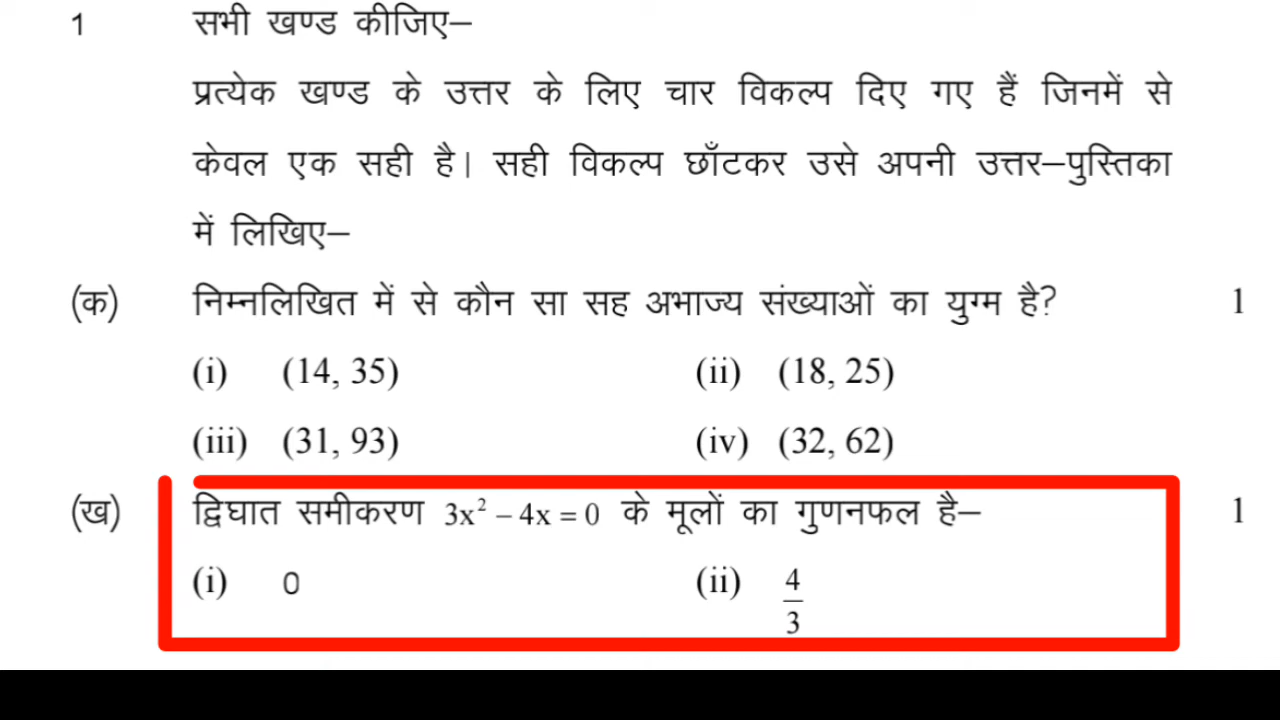 1 सभी खण्ड कीजिए–
प्रत्येक खण्ड के उत्तर के लिए चार विकल्प दिए गए हैं जिनमें से
केवल एक सही है। सही विकल्प छाँटकर उसे अपनी उत्तर–पुस्तिका
में लिखिए–
(क) निम्नलिखित में से कौन सा सह अभाज्य संख्याओं का युग्म है? 1
(i) (14, 35) (ii) (18, 25)
(iii) (31, 93) (iv) (32, 62)
(ख) द्विघात समीकरण 3x² – 4x = 0 के मूलों का गुणनफल है– 1
(i) 0 (ii) 4/3